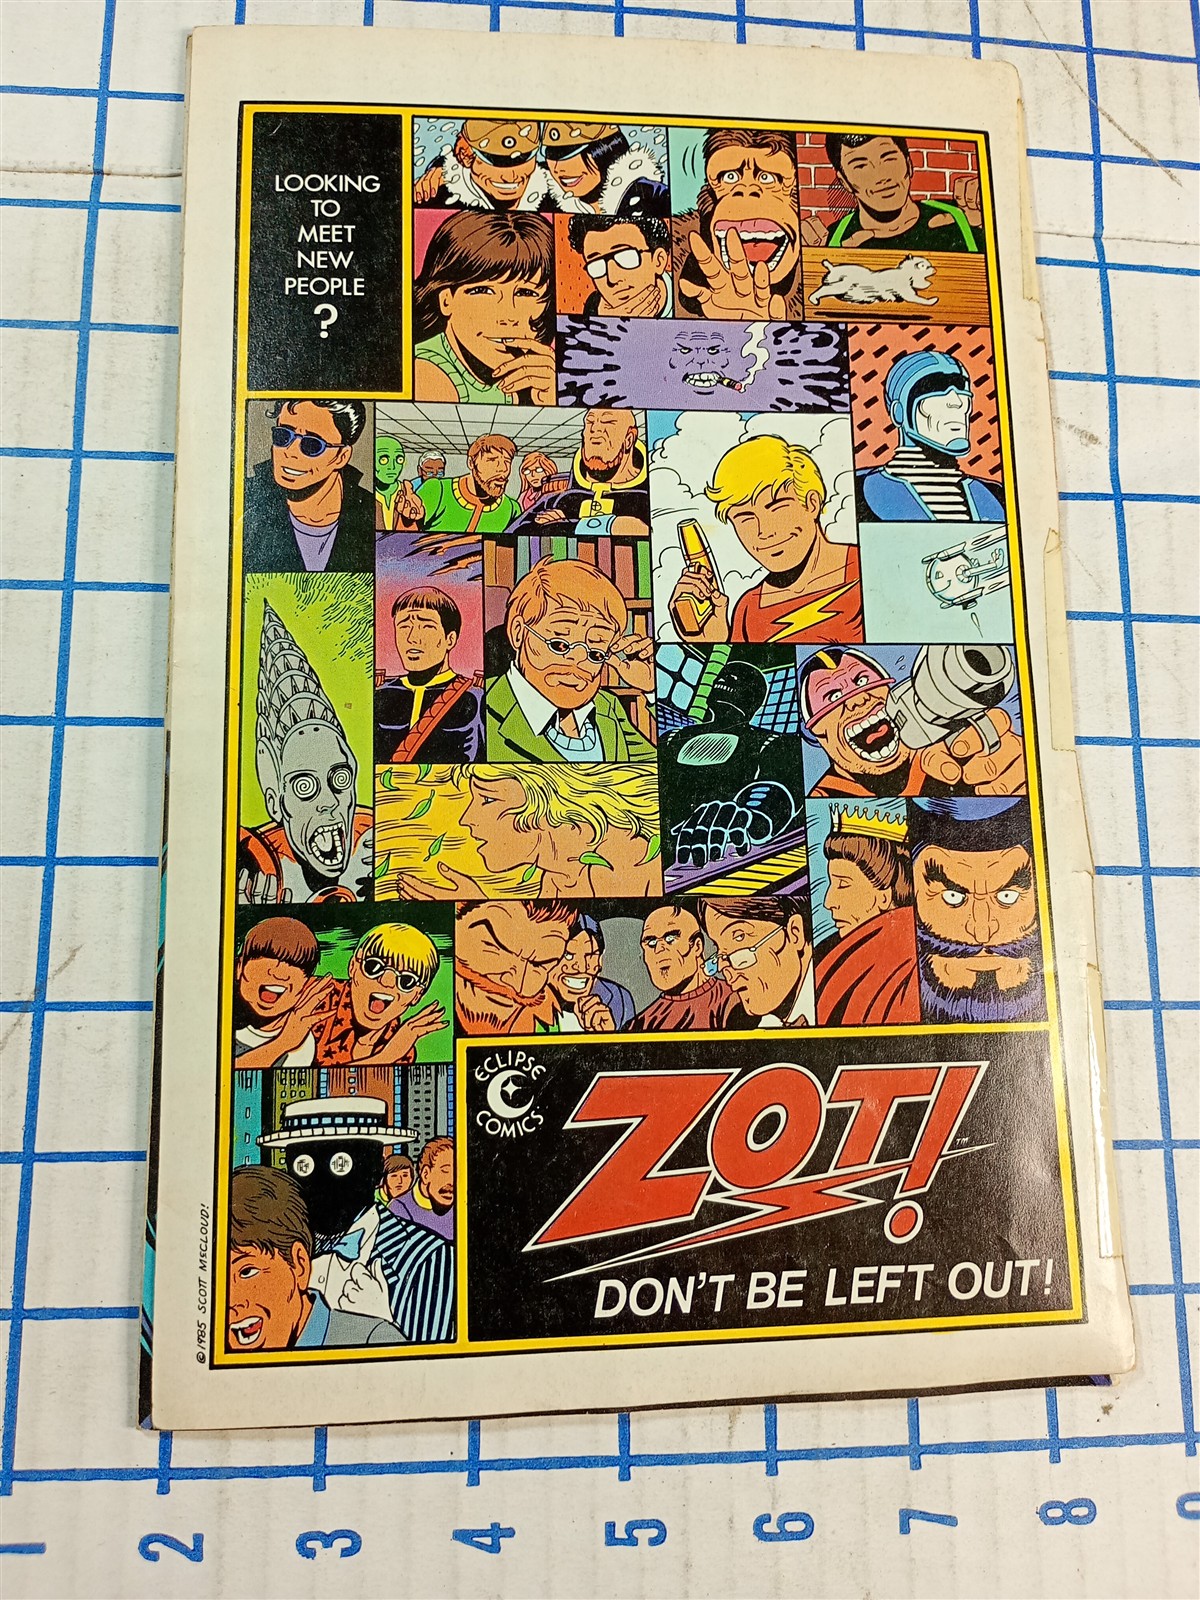 LOOKING
TO
MEET
NEW
PEOPLE
?
ECLIPSE
COMICS
ZOT!™
DON'T BE LEFT OUT!
© 1985 SCOTT McCLOUD!
2
3
4
5
6
7
8